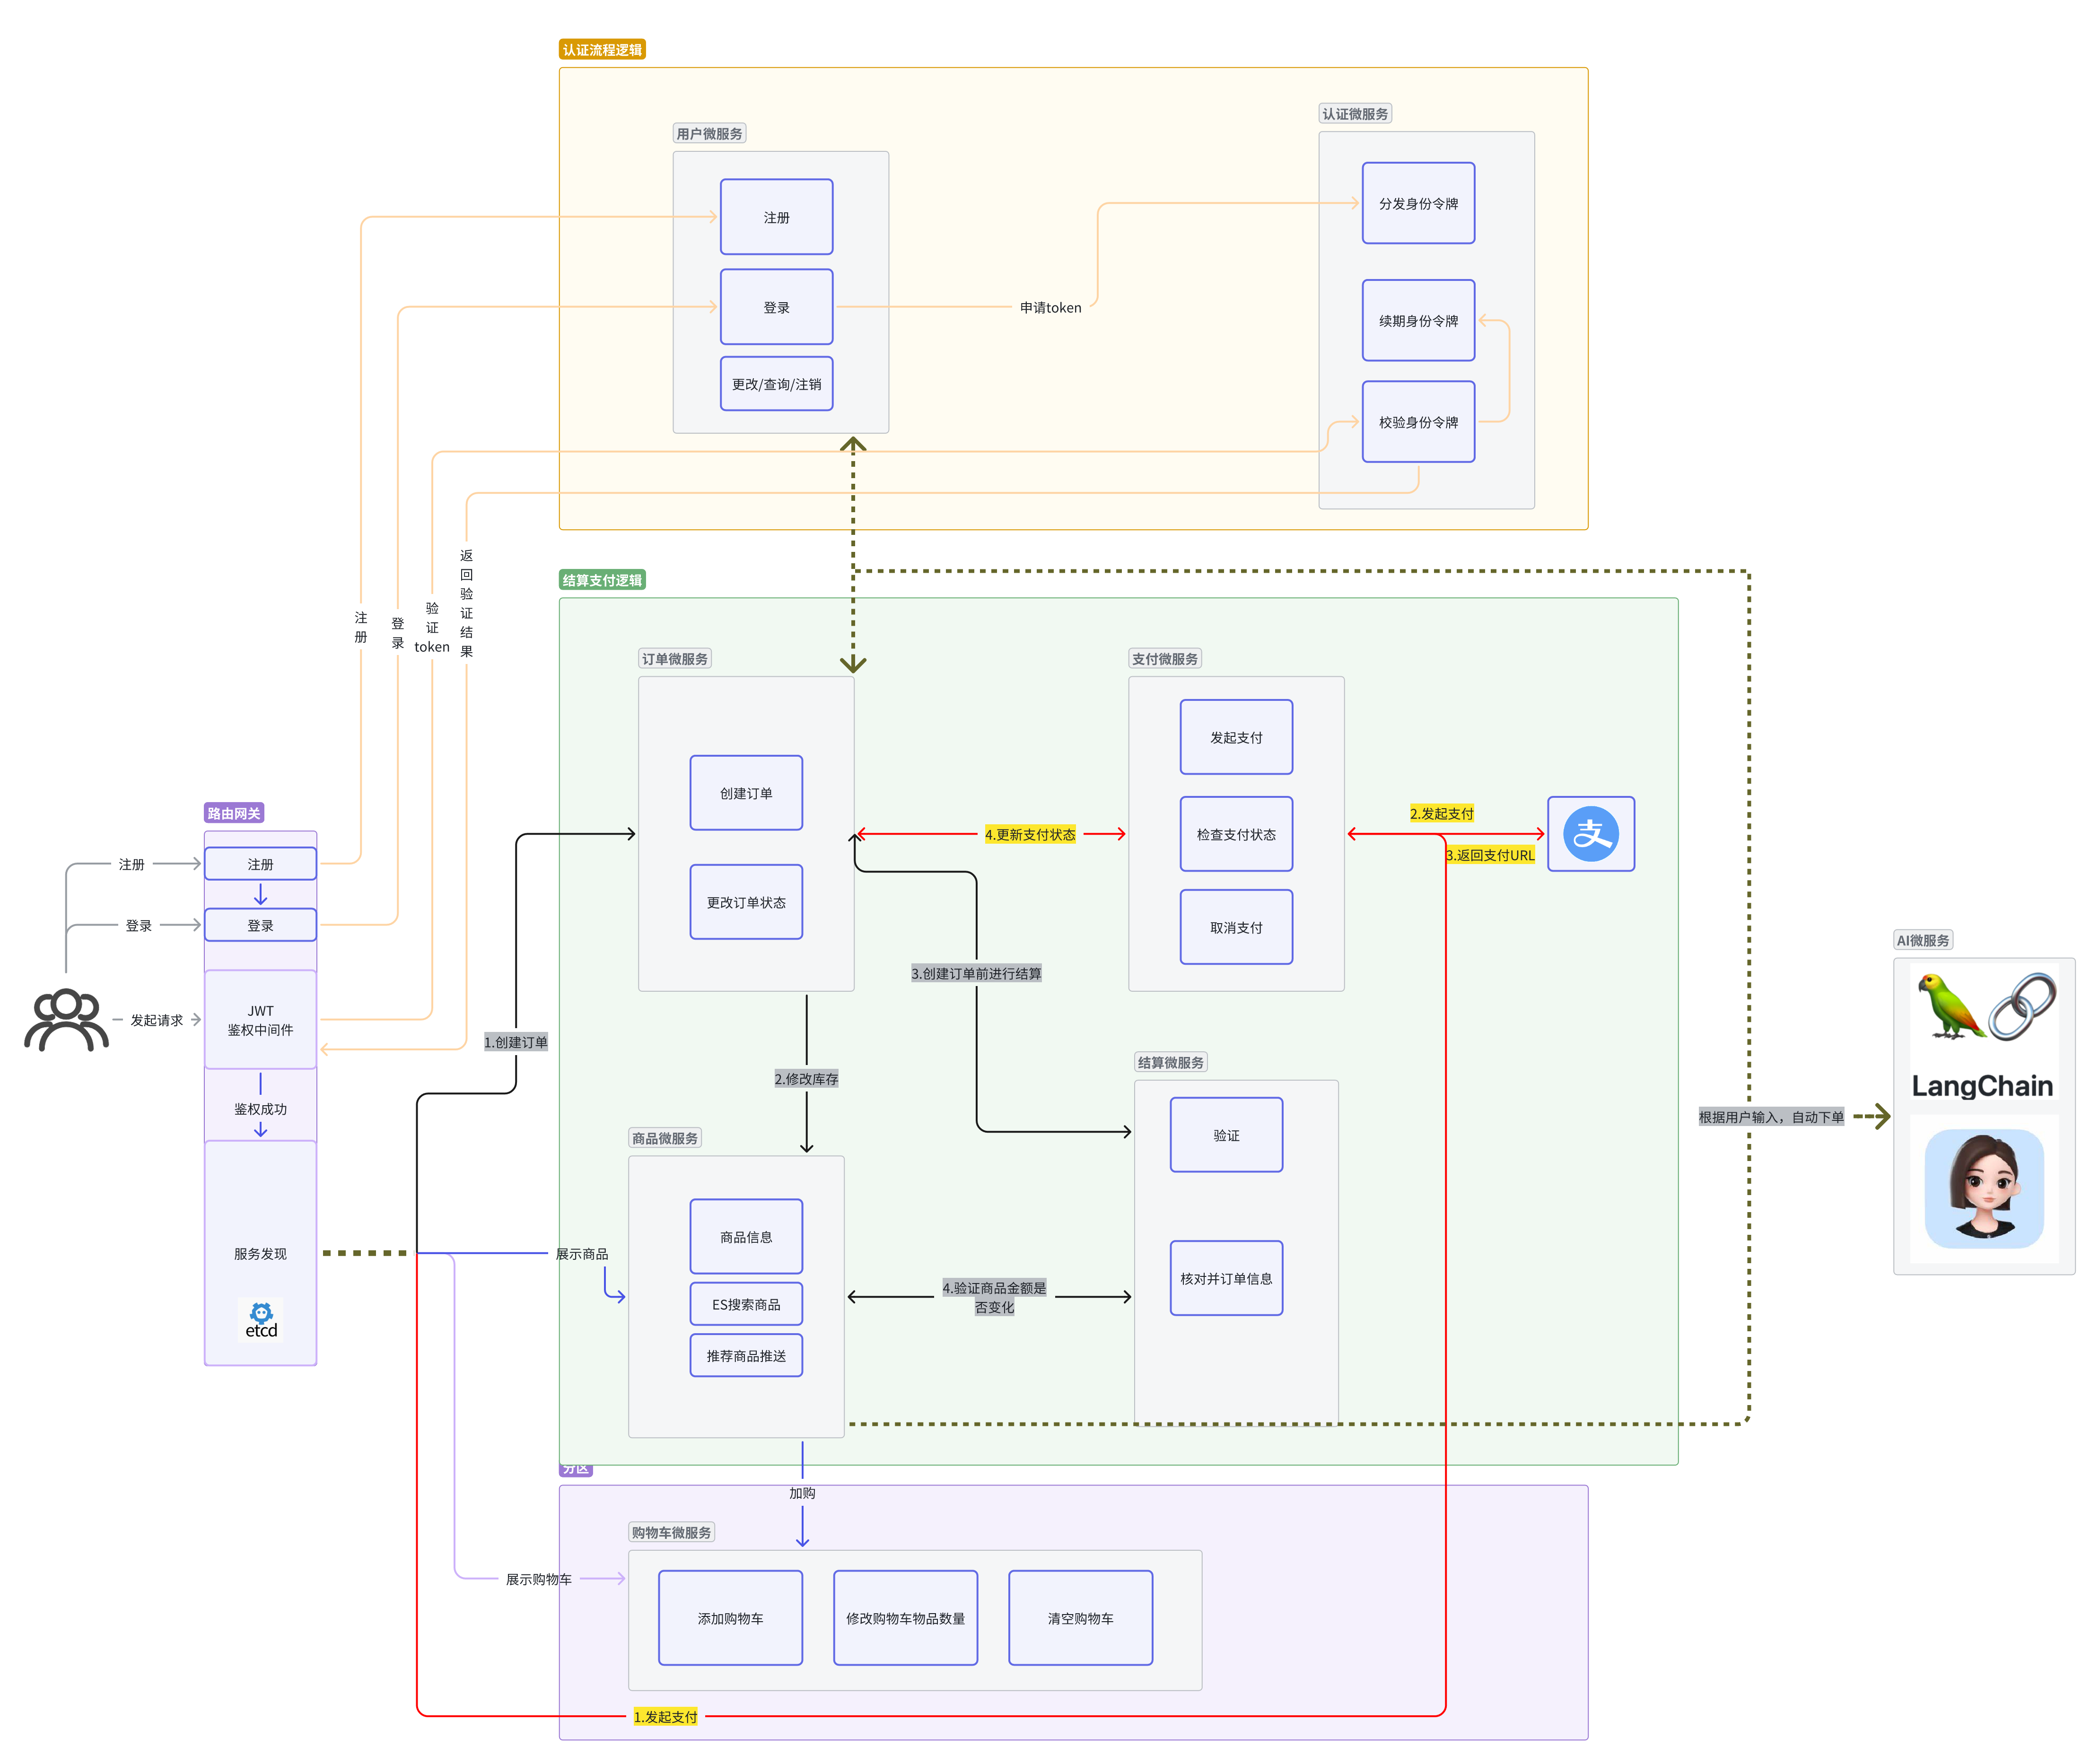 认证流程逻辑
用户微服务
注册
登录
更改/查询/注销
申请token
认证微服务
分发身份令牌
续期身份令牌
校验身份令牌
注
册
登
录
验
证
token
返
回
验
证
结
果
路由网关
注册
登录
JWT
鉴权中间件
鉴权成功
服务发现
etcd
注册
登录
发起请求
结算支付逻辑
订单微服务
创建订单
更改订单状态
支付微服务
发起支付
检查支付状态
取消支付
4.更新支付状态
2.发起支付
3.返回支付URL
支
3.创建订单前进行结算
1.创建订单
2.修改库存
商品微服务
商品信息
ES搜索商品
推荐商品推送
展示商品
结算微服务
验证
核对并订单信息
4.验证商品金额是
否变化
AI微服务
LangChain
根据用户输入，自动下单
分区
加购
购物车微服务
添加购物车
修改购物车物品数量
清空购物车
展示购物车
1.发起支付